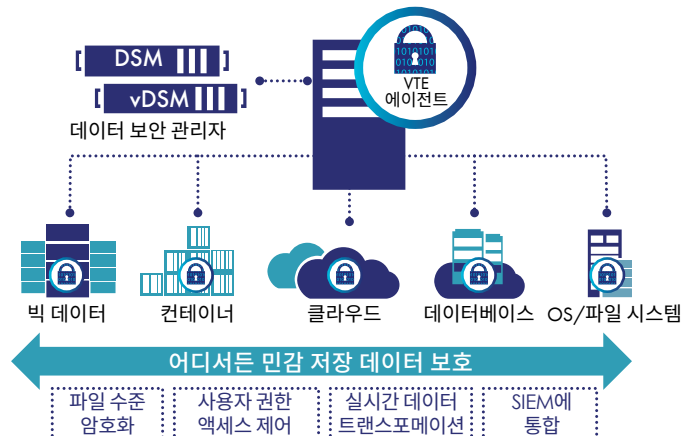 DSM
vDSM
데이터 보안 관리자
VTE
에이전트
빅 데이터
컨테이너
클라우드
데이터베이스
OS/파일 시스템
어디서든 민감 저장 데이터 보호
파일 수준
암호화
사용자 권한
액세스 제어
실시간 데이터
트랜스포메이션
SIEM에
통합